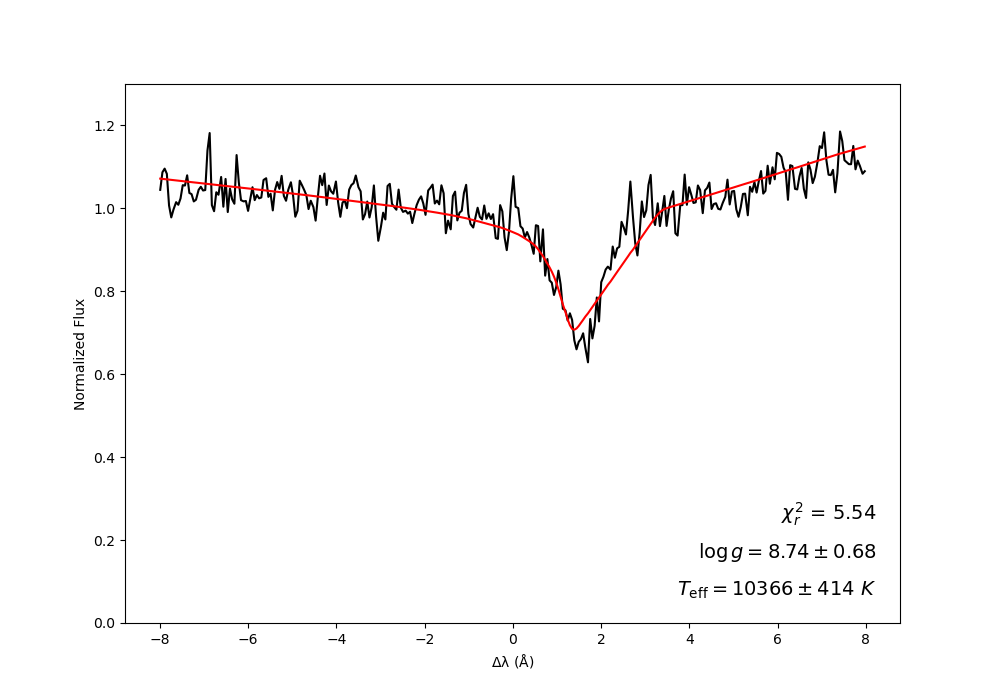 1.2
1.0
0.8
0.6
0.4
0.2
0.0
Normalized Flux
χ²ᵣ = 5.54
log g = 8.74 ± 0.68
T_eff = 10366 ± 414 K
−8 −6 −4 −2 0 2 4 6 8
Δλ (Å)